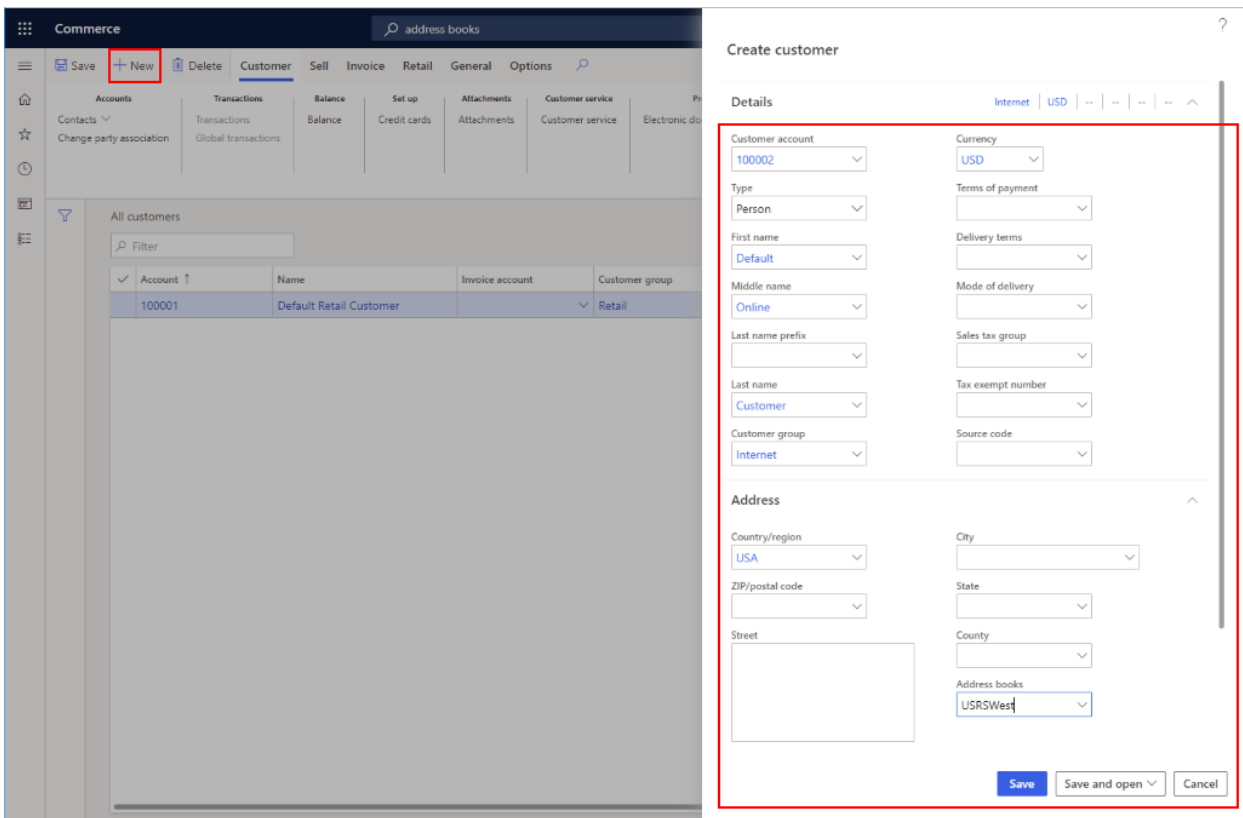 Commerce
address books
?
Save
New
Delete
Customer
Sell
Invoice
Retail
General
Options
Accounts
Contacts
Change party association
Transactions
Transactions
Global transactions
Balance
Balance
Set up
Credit cards
Attachments
Attachments
Customer service
Customer service
Electronic do
All customers
Filter
Account ↑ Name Invoice account Customer group
100001 Default Retail Customer Retail
Create customer
Details Internet | USD | -- | -- | -- | --
Customer account Currency
100002 USD
Type Terms of payment
Person
First name Delivery terms
Default
Middle name Mode of delivery
Online
Last name prefix Sales tax group
Last name Tax exempt number
Customer
Customer group Source code
Internet
Address
Country/region City
USA
ZIP/postal code State
Street County
Address books
USRSWest
Save Save and open Cancel